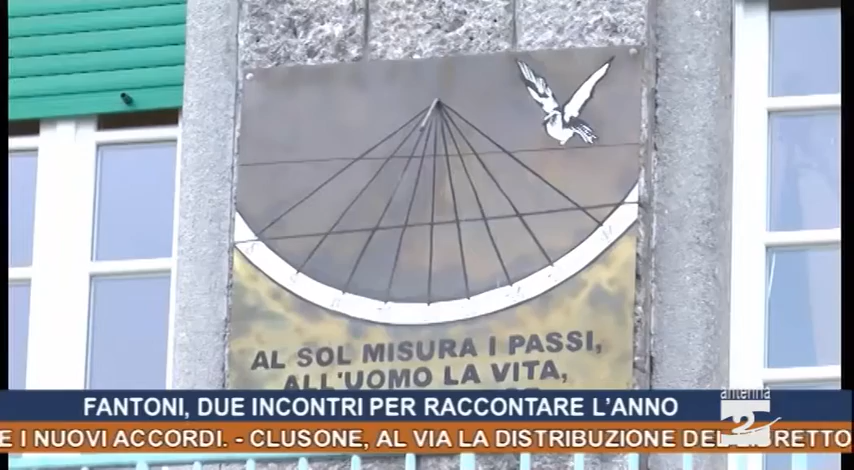 AL SOL MISURA I PASSI,
ALL'UOMO LA VITA,
FANTONI, DUE INCONTRI PER RACCONTARE L'ANNO
antenna
2
E I NUOVI ACCORDI. - CLUSONE, AL VIA LA DISTRIBUZIONE DEL RETTO